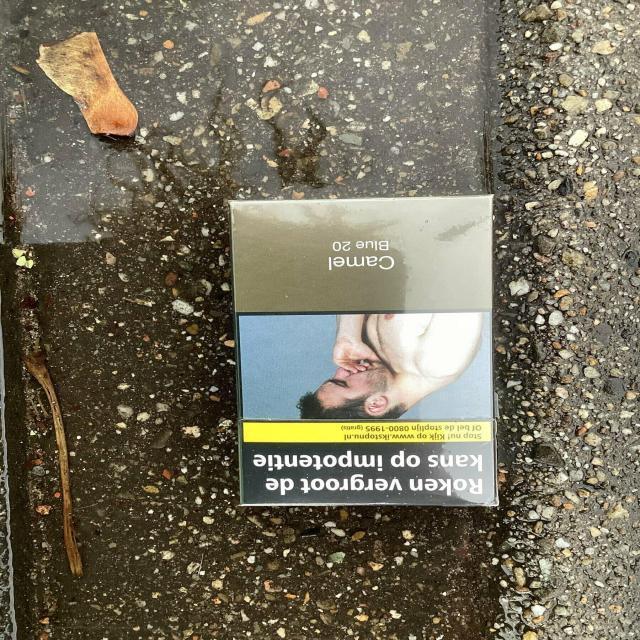 Roken vergroot de
kans op impotentie
Stop nu! Kijk op www.ikstopnu.nl
Of bel de stoplijn 0800-1995 (gratis)
Camel
Blue 20